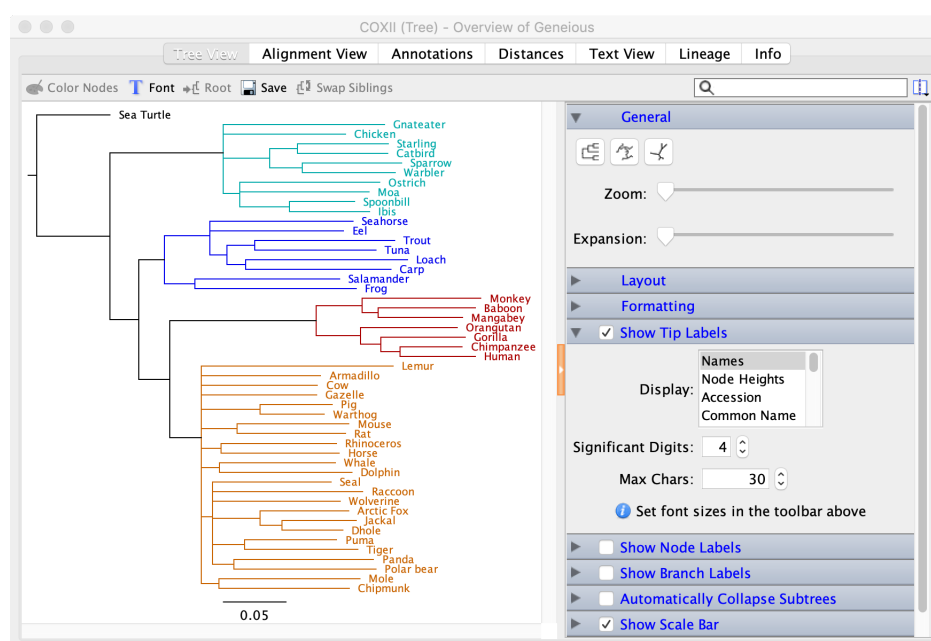 COXII (Tree) - Overview of Geneious
Tree View Alignment View Annotations Distances Text View Lineage Info
Color Nodes Font Root Save Swap Siblings
Sea Turtle
Gnateater
Chicken
Starling
Catbird
Sparrow
Warbler
Ostrich
Moa
Spoonbill
Ibis
Seahorse
Eel
Trout
Tuna
Loach
Carp
Salamander
Frog
Monkey
Baboon
Mangabey
Orangutan
Gorilla
Chimpanzee
Human
Lemur
Armadillo
Cow
Gazelle
Pig
Warthog
Mouse
Rat
Rhinoceros
Horse
Whale
Dolphin
Seal
Raccoon
Wolverine
Arctic Fox
Jackal
Dhole
Puma
Tiger
Panda
Polar bear
Mole
Chipmunk
0.05
General
Zoom:
Expansion:
Layout
Formatting
Show Tip Labels
Display:
Names
Node Heights
Accession
Common Name
Significant Digits: 4
Max Chars: 30
Set font sizes in the toolbar above
Show Node Labels
Show Branch Labels
Automatically Collapse Subtrees
Show Scale Bar